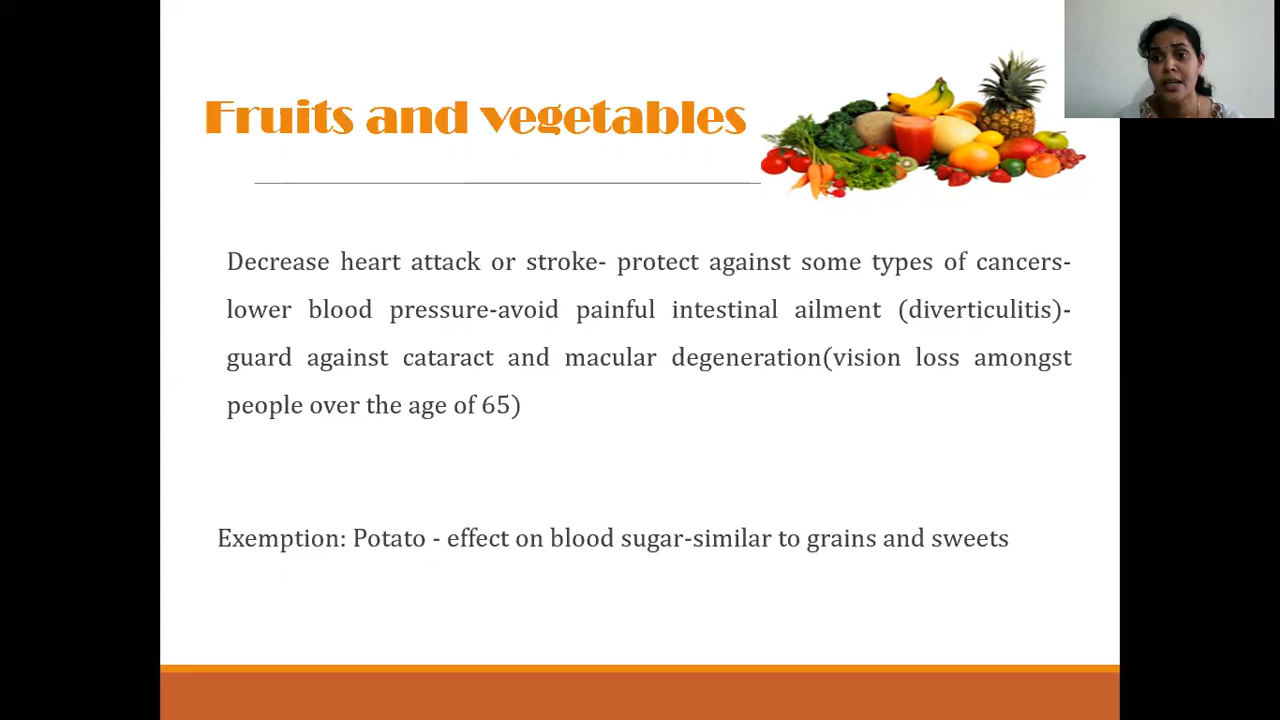 Fruits and vegetables
Decrease heart attack or stroke- protect against some types of cancers-
lower blood pressure-avoid painful intestinal ailment (diverticulitis)-
guard against cataract and macular degeneration(vision loss amongst
people over the age of 65)
Exemption: Potato - effect on blood sugar-similar to grains and sweets